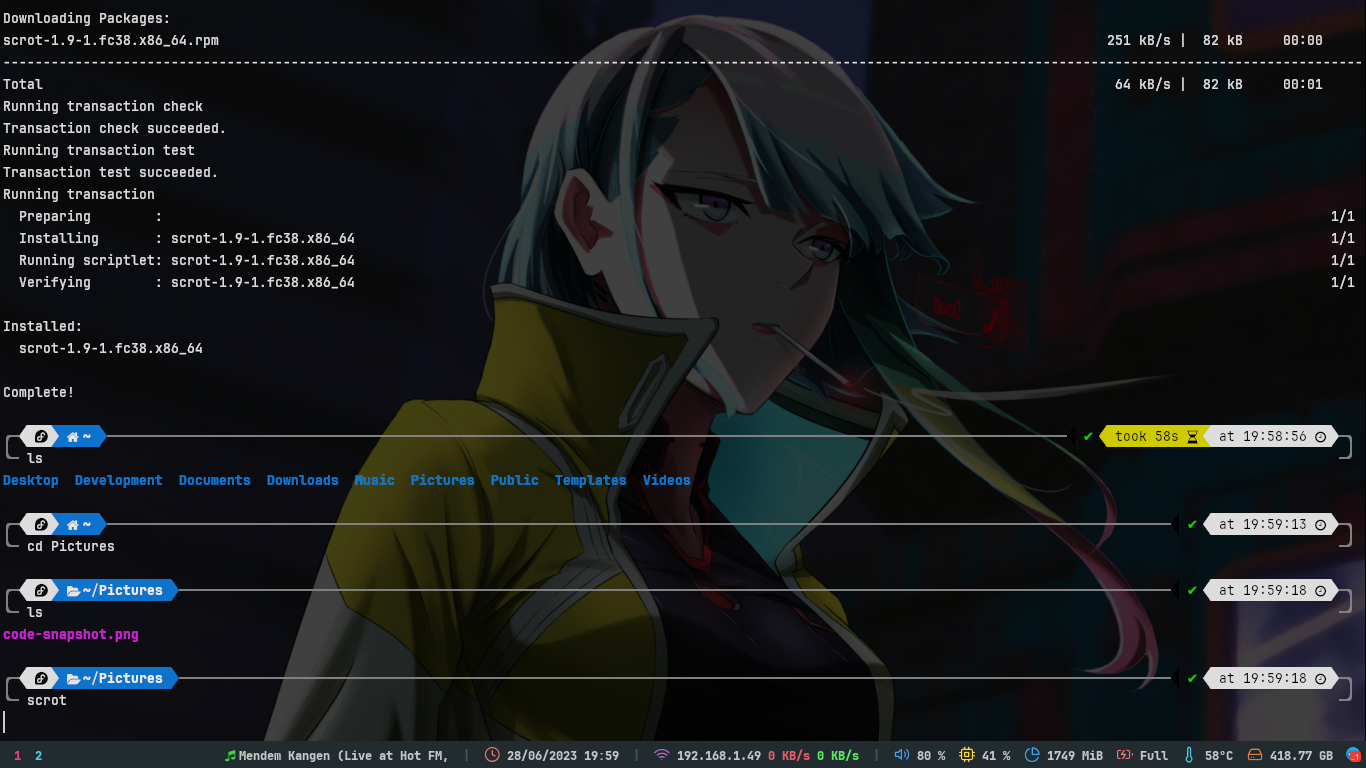 Downloading Packages:
scrot-1.9-1.fc38.x86_64.rpm 251 kB/s | 82 kB 00:00
--------------------------------------------------------------------------------
Total 64 kB/s | 82 kB 00:01
Running transaction check
Transaction check succeeded.
Running transaction test
Transaction test succeeded.
Running transaction
Preparing : 1/1
Installing : scrot-1.9-1.fc38.x86_64 1/1
Running scriptlet: scrot-1.9-1.fc38.x86_64 1/1
Verifying : scrot-1.9-1.fc38.x86_64 1/1
Installed:
scrot-1.9-1.fc38.x86_64
Complete!
~ ✔ took 58s at 19:58:56
ls
Desktop Development Documents Downloads Music Pictures Public Templates Videos
~ ✔ at 19:59:13
cd Pictures
~/Pictures ✔ at 19:59:18
ls
code-snapshot.png
~/Pictures ✔ at 19:59:18
scrot
1 2 Mendem Kangen (Live at Hot FM, | 28/06/2023 19:59 | 192.168.1.49 0 KB/s 0 KB/s | 80 % 41 % 1749 MiB Full 58°C 418.77 GB